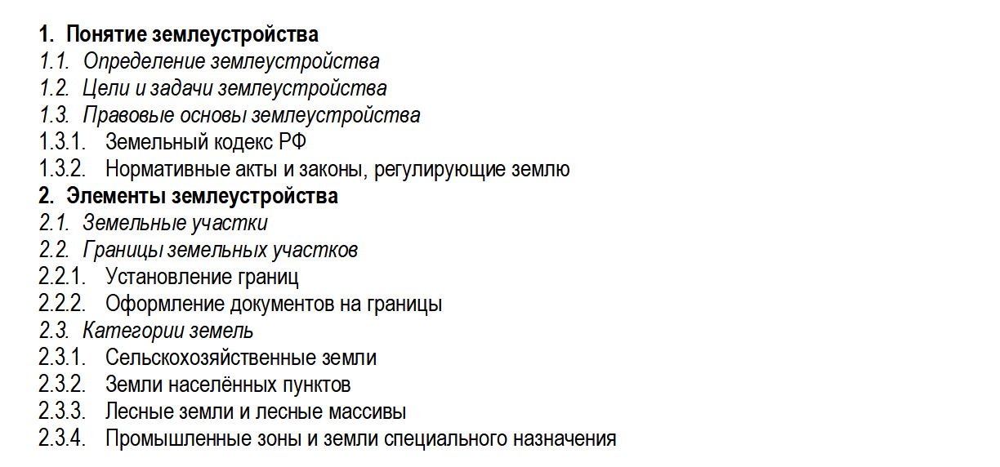 1. Понятие землеустройства
1.1. Определение землеустройства
1.2. Цели и задачи землеустройства
1.3. Правовые основы землеустройства
1.3.1. Земельный кодекс РФ
1.3.2. Нормативные акты и законы, регулирующие землю
2. Элементы землеустройства
2.1. Земельные участки
2.2. Границы земельных участков
2.2.1. Установление границ
2.2.2. Оформление документов на границы
2.3. Категории земель
2.3.1. Сельскохозяйственные земли
2.3.2. Земли населённых пунктов
2.3.3. Лесные земли и лесные массивы
2.3.4. Промышленные зоны и земли специального назначения